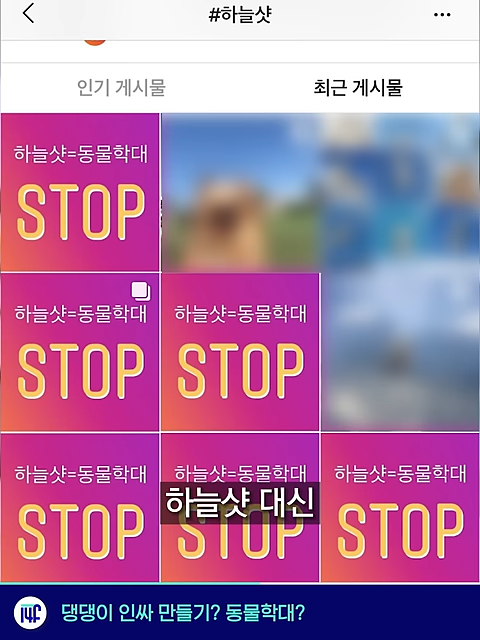 #하늘샷
인기 게시물
최근 게시물
하늘샷=동물학대
STOP
하늘샷=동물학대
STOP
하늘샷=동물학대
STOP
하늘샷=동물학대
STOP
하늘샷=동물학대
STOP
하늘샷=동물학대
STOP
하늘샷 대신
14F
댕댕이 인싸 만들기? 동물학대?